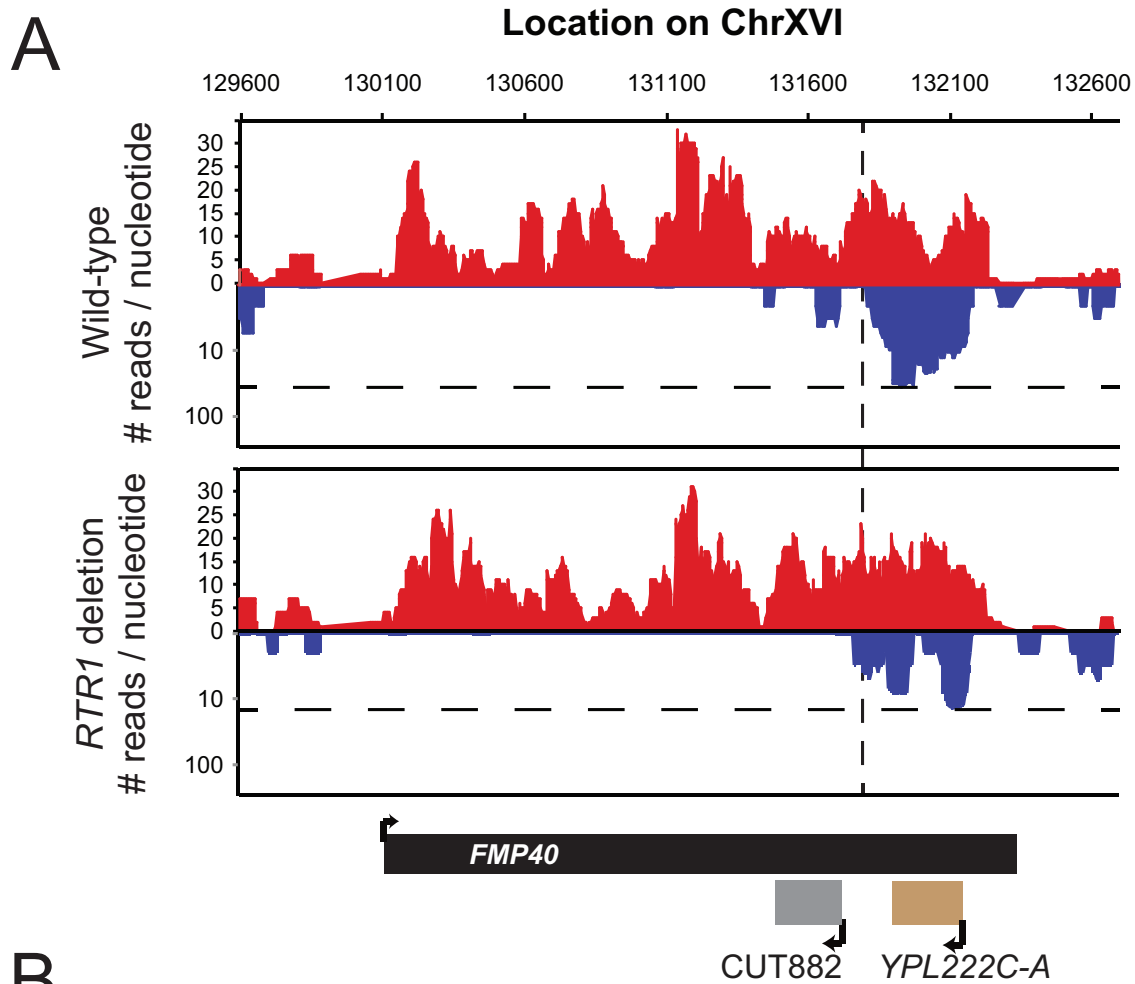 A
Location on ChrXVI
129600 130100 130600 131100 131600 132100 132600
Wild-type
# reads / nucleotide
30
25
20
15
10
5
0
10
100
RTR1 deletion
# reads / nucleotide
30
25
20
15
10
5
0
10
100
FMP40
CUT882 YPL222C-A
B